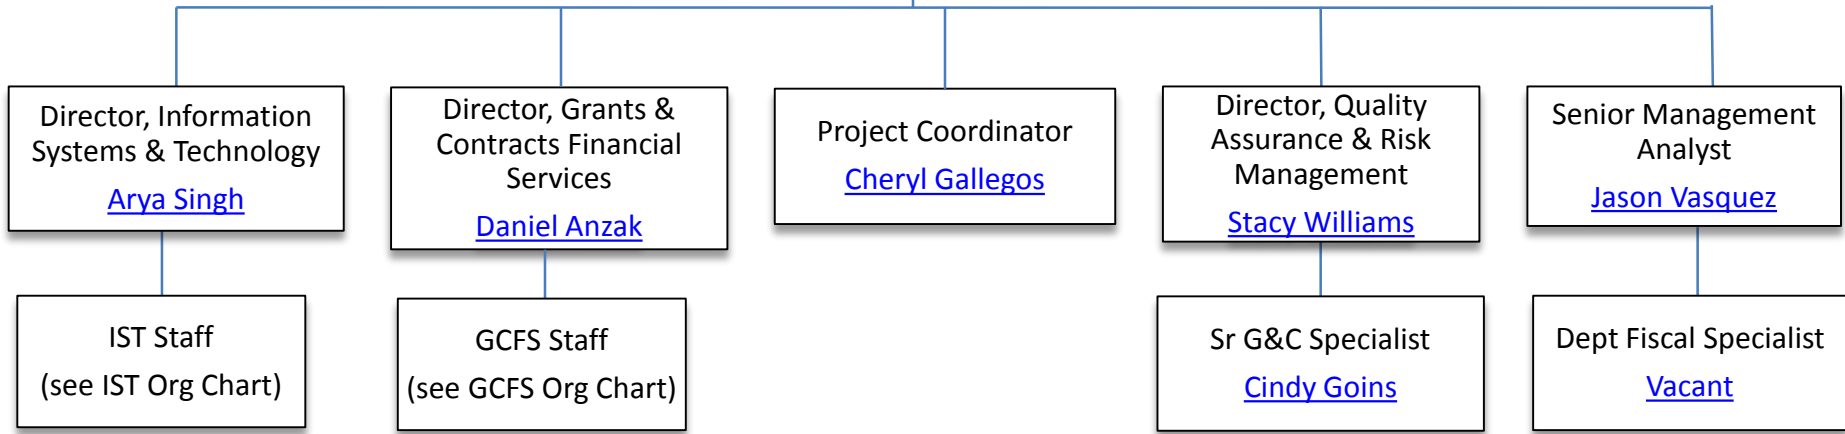 Director, Information
Systems & Technology
Arya Singh
Director, Grants &
Contracts Financial
Services
Daniel Anzak
Project Coordinator
Cheryl Gallegos
Director, Quality
Assurance & Risk
Management
Stacy Williams
Senior Management
Analyst
Jason Vasquez
IST Staff
(see IST Org Chart)
GCFS Staff
(see GCFS Org Chart)
Sr G&C Specialist
Cindy Goins
Dept Fiscal Specialist
Vacant